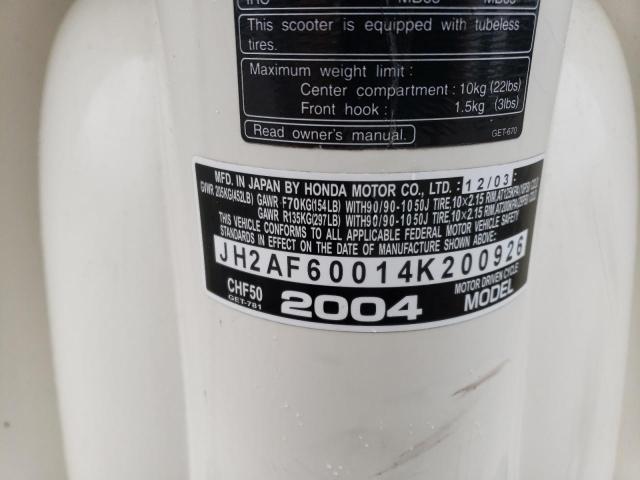 This scooter is equipped with tubeless
tires.
Maximum weight limit :
Center compartment : 10kg (22lbs)
Front hook : 1.5kg (3lbs)
Read owner's manual.
GET-670
MFD. IN JAPAN BY HONDA MOTOR CO., LTD. : 12/03
GVWR 205KG(452LB) GAWR F70KG(154LB) WITH90/90-10 50J TIRE, 10 x 2.15 RIM,
GAWR R135KG(297LB) WITH90/90-10 50J TIRE, 10 x 2.15 RIM,
THIS VEHICLE CONFORMS TO ALL APPLICABLE FEDERAL MOTOR VEHICLE SAFETY
STANDARDS IN EFFECT ON THE DATE OF MANUFACTURE SHOWN ABOVE.
JH2AF60014K200926
CHF50 2004 MOTOR DRIVEN CYCLE
GET-781 MODEL